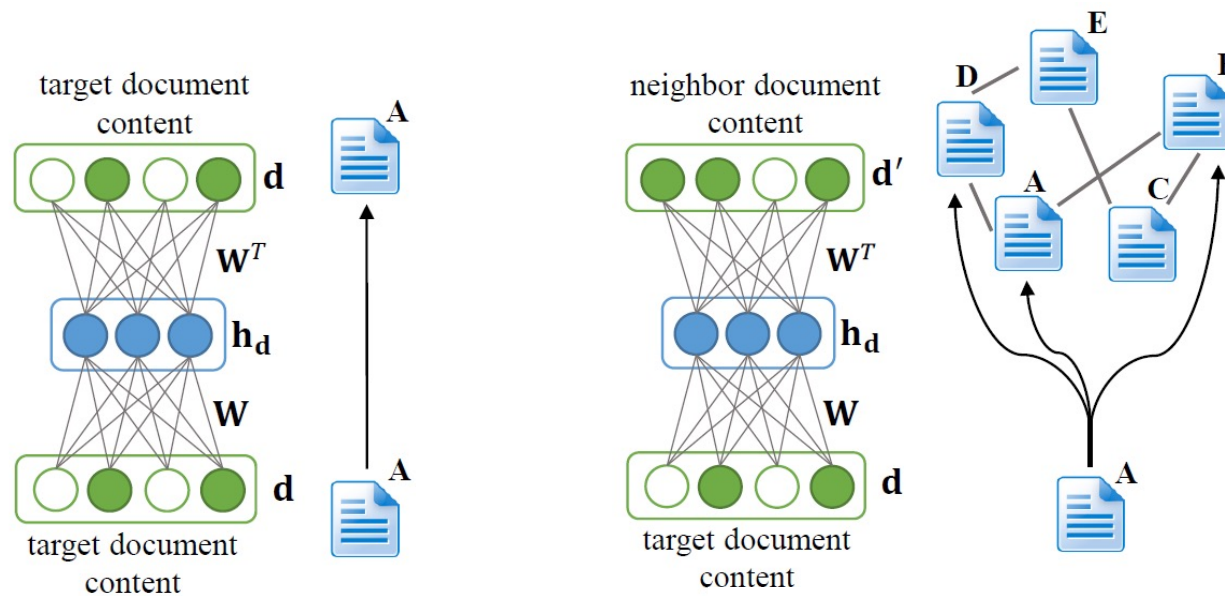 target document
content
A
d
W^T
h_d
W
A
d
target document
content
neighbor document
content
d′
W^T
h_d
W
d
target document
content
E
D
A
C
A